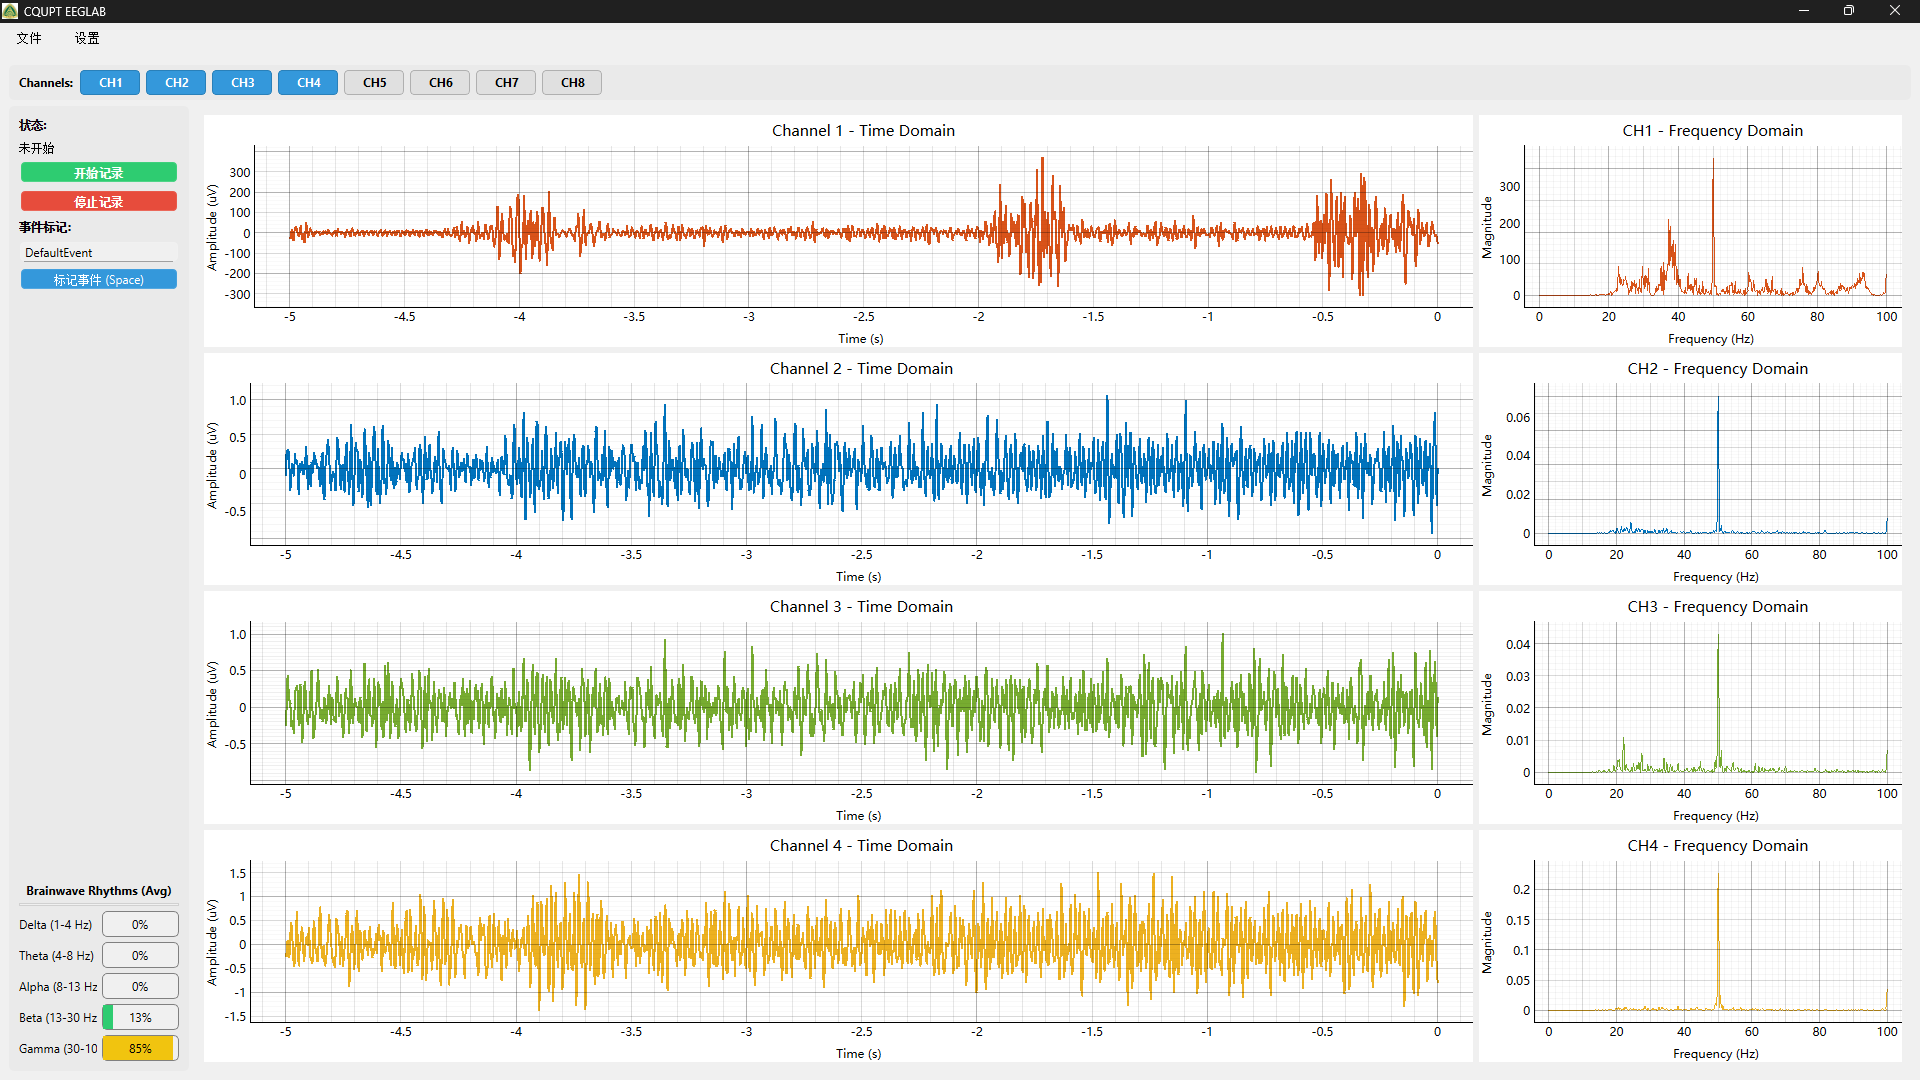 CQUPT EEGLAB
文件 设置
Channels: CH1 CH2 CH3 CH4 CH5 CH6 CH7 CH8
状态:
未开始
开始记录
停止记录
事件标记:
DefaultEvent
标记事件 (Space)
Brainwave Rhythms (Avg)
Delta (1-4 Hz) 0%
Theta (4-8 Hz) 0%
Alpha (8-13 Hz 0%
Beta (13-30 Hz 13%
Gamma (30-10 85%
Channel 1 - Time Domain
Amplitude (uV)
300
200
100
0
-100
-200
-300
-5 -4.5 -4 -3.5 -3 -2.5 -2 -1.5 -1 -0.5 0
Time (s)
CH1 - Frequency Domain
Magnitude
300
200
100
0
0 20 40 60 80 100
Frequency (Hz)
Channel 2 - Time Domain
Amplitude (uV)
1.0
0.5
0
-0.5
-5 -4.5 -4 -3.5 -3 -2.5 -2 -1.5 -1 -0.5 0
Time (s)
CH2 - Frequency Domain
Magnitude
0.06
0.04
0.02
0
0 20 40 60 80 100
Frequency (Hz)
Channel 3 - Time Domain
Amplitude (uV)
1.0
0.5
0
-0.5
-5 -4.5 -4 -3.5 -3 -2.5 -2 -1.5 -1 -0.5 0
Time (s)
CH3 - Frequency Domain
Magnitude
0.04
0.03
0.02
0.01
0
0 20 40 60 80 100
Frequency (Hz)
Channel 4 - Time Domain
Amplitude (uV)
1.5
1
0.5
0
-0.5
-1
-1.5
-5 -4.5 -4 -3.5 -3 -2.5 -2 -1.5 -1 -0.5 0
Time (s)
CH4 - Frequency Domain
Magnitude
0.2
0.15
0.1
0.05
0
0 20 40 60 80 100
Frequency (Hz)